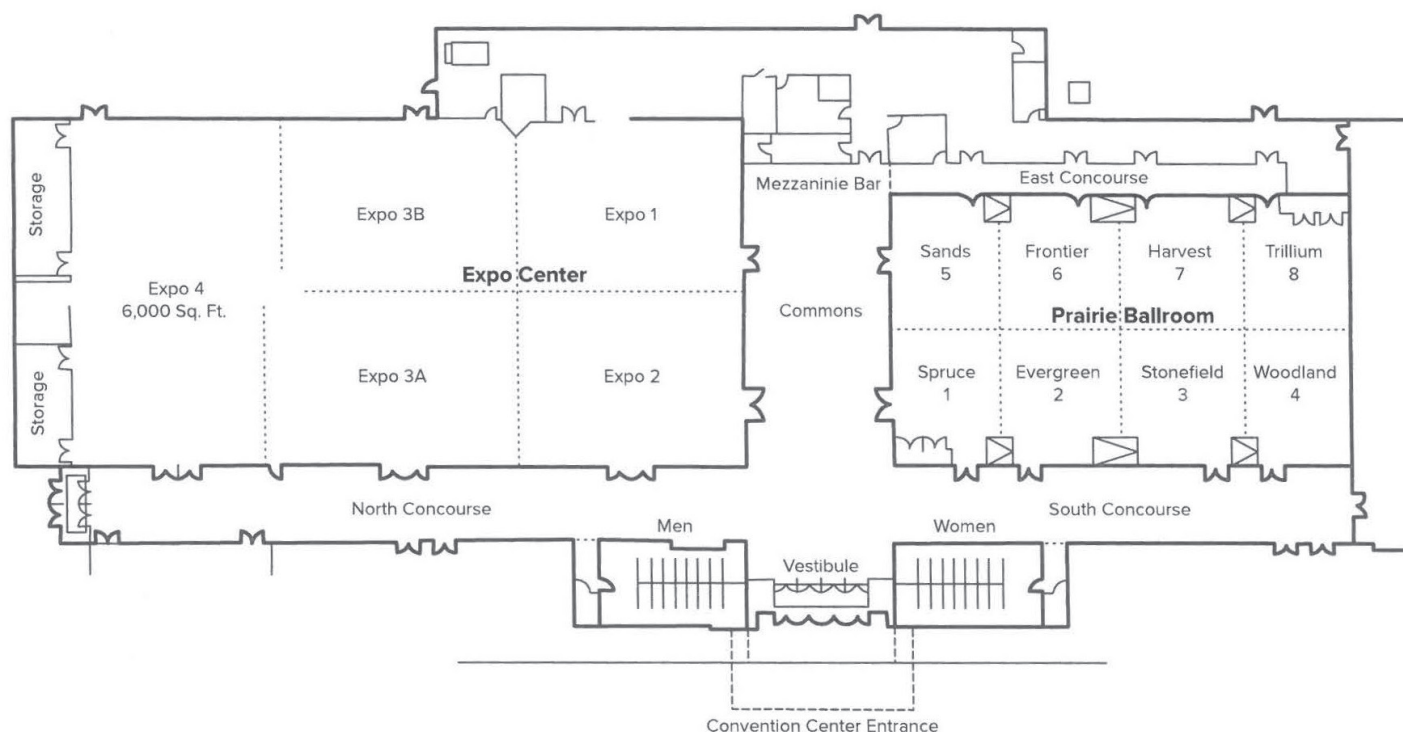 Storage
Expo 3B
Expo 1
Mezzaninie Bar
East Concourse
Sands
5
Frontier
6
Harvest
7
Trillium
8
Expo Center
Expo 4
6,000 Sq. Ft.
Commons
Prairie Ballroom
Storage
Expo 3A
Expo 2
Spruce
1
Evergreen
2
Stonefield
3
Woodland
4
North Concourse
Men
Women
South Concourse
Vestibule
Convention Center Entrance